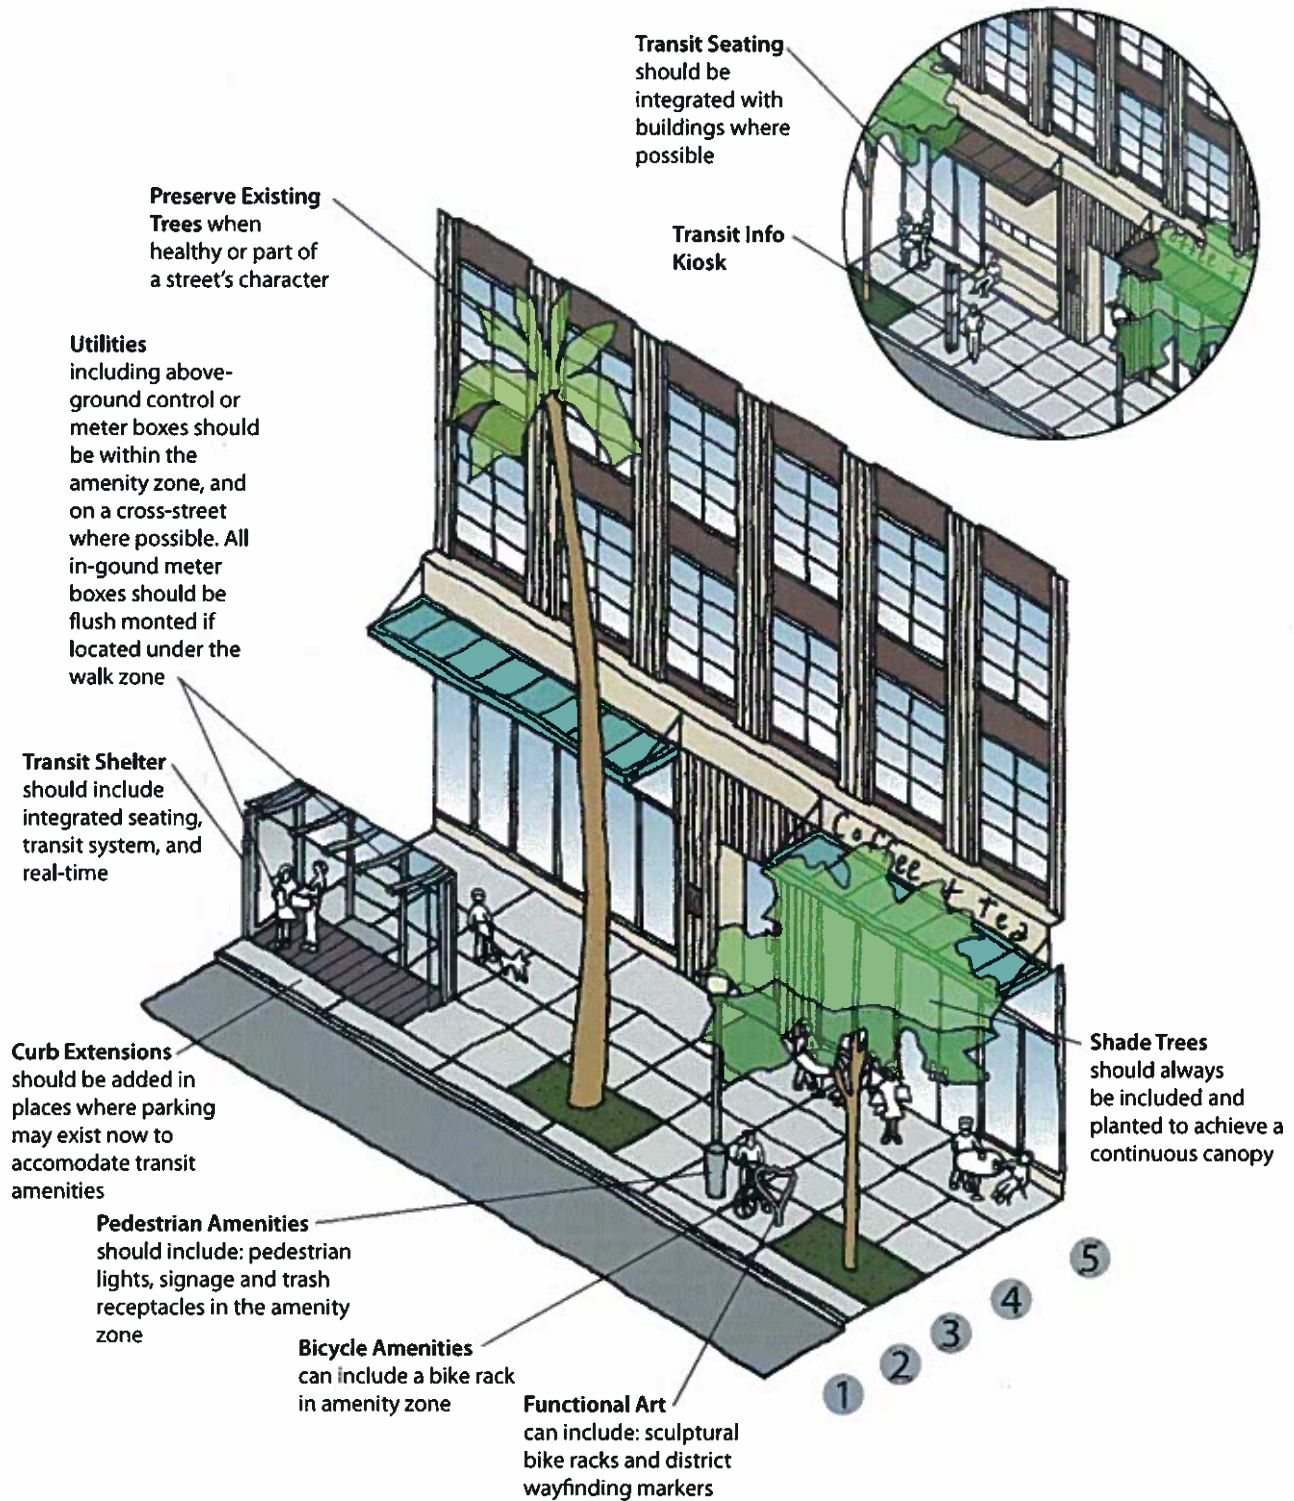 Transit Seating
should be
integrated with
buildings where
possible
Transit Info
Kiosk
Preserve Existing
Trees when
healthy or part of
a street's character
Utilities
including above-
ground control or
meter boxes should
be within the
amenity zone, and
on a cross-street
where possible. All
in-gound meter
boxes should be
flush monted if
located under the
walk zone
Transit Shelter
should include
integrated seating,
transit system, and
real-time
Coffee & Tea
Curb Extensions
should be added in
places where parking
may exist now to
accomodate transit
amenities
Shade Trees
should always
be included and
planted to achieve a
continuous canopy
Pedestrian Amenities
should include: pedestrian
lights, signage and trash
receptacles in the amenity
zone
Bicycle Amenities
can include a bike rack
in amenity zone
Functional Art
can include: sculptural
bike racks and district
wayfinding markers
1
2
3
4
5